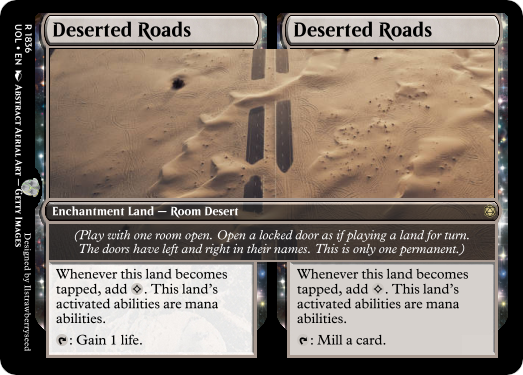 Deserted Roads
Deserted Roads
Enchantment Land — Room Desert
(Play with one room open. Open a locked door as if playing a land for turn.
The doors have left and right in their names. This is only one permanent.)
Whenever this land becomes
tapped, add ◇. This land's
activated abilities are mana
abilities.
: Gain 1 life.
Whenever this land becomes
tapped, add ◇. This land's
activated abilities are mana
abilities.
: Mill a card.
R 1836
UOL • EN Abstract Aerial Art — Getty Images
Designed by IIstrawberryseed